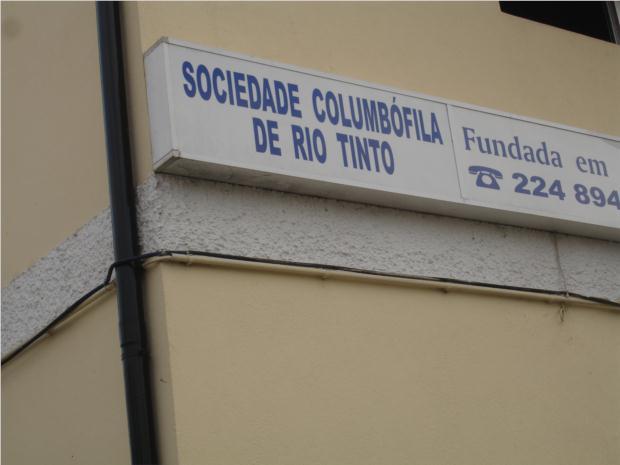 SOCIEDADE COLUMBÓFILA
DE RIO TINTO
Fundada em
☎ 224 894